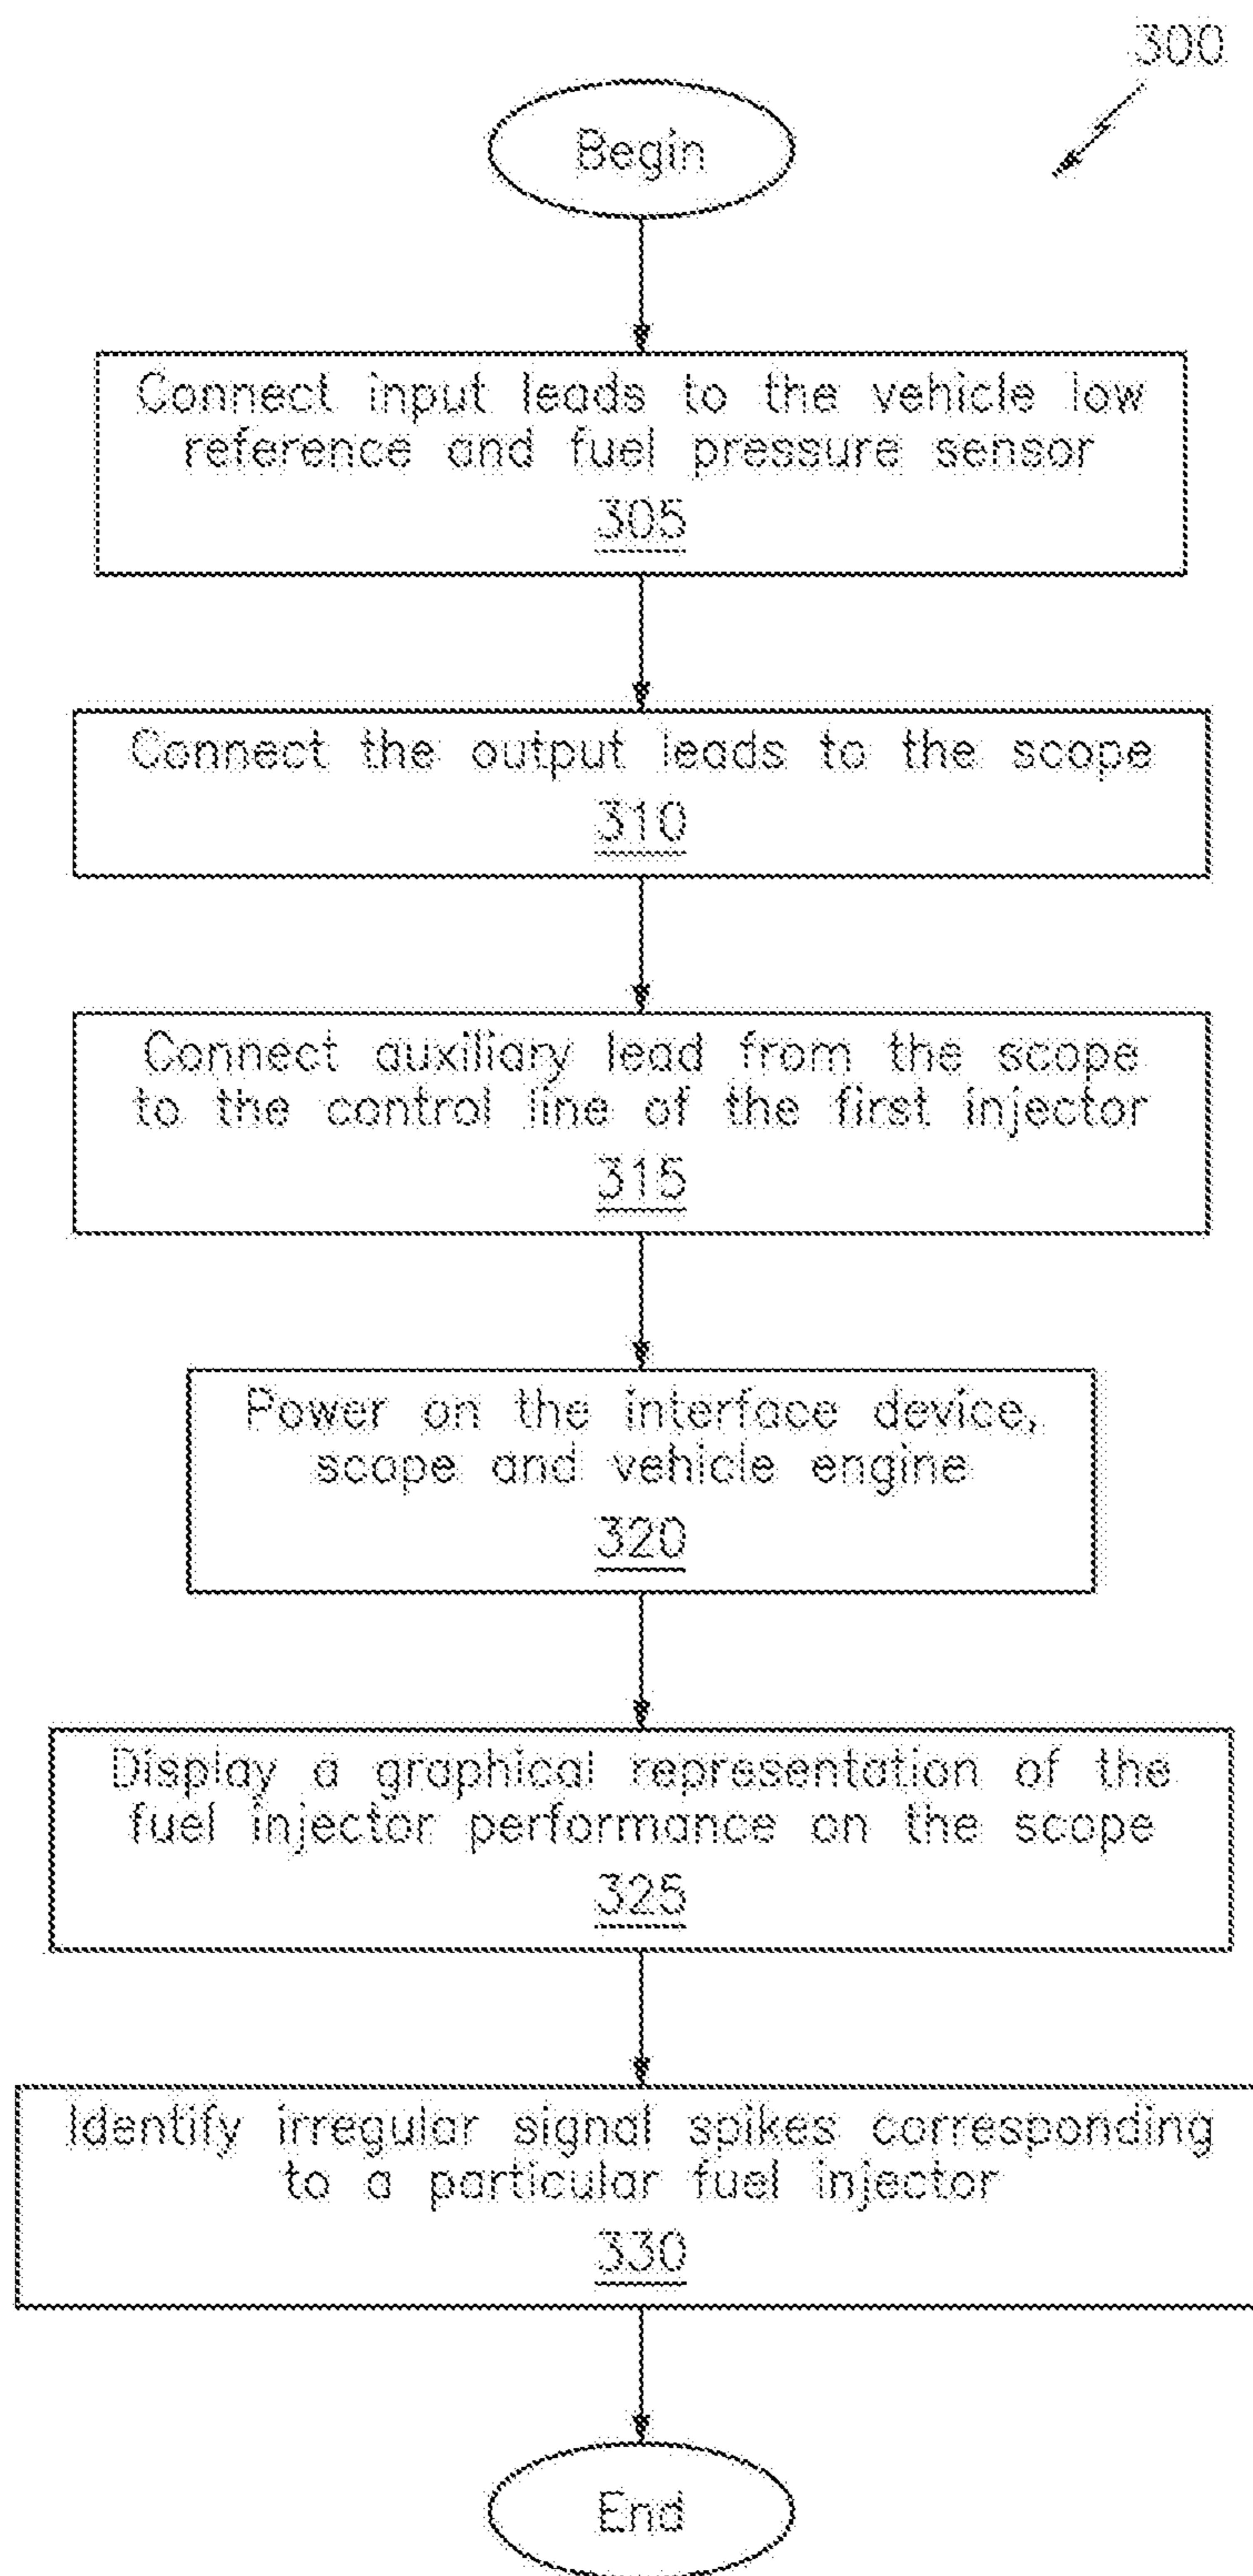 300
Begin
Connect input leads to the vehicle low
reference and fuel pressure sensor
305
Connect the output leads to the scope
310
Connect auxiliary lead from the scope
to the control line of the first injector
315
Power on the interface device,
scope and vehicle engine
320
Display a graphical representation of the
fuel injector performance on the scope
325
Identify irregular signal spikes corresponding
to a particular fuel injector
330
End